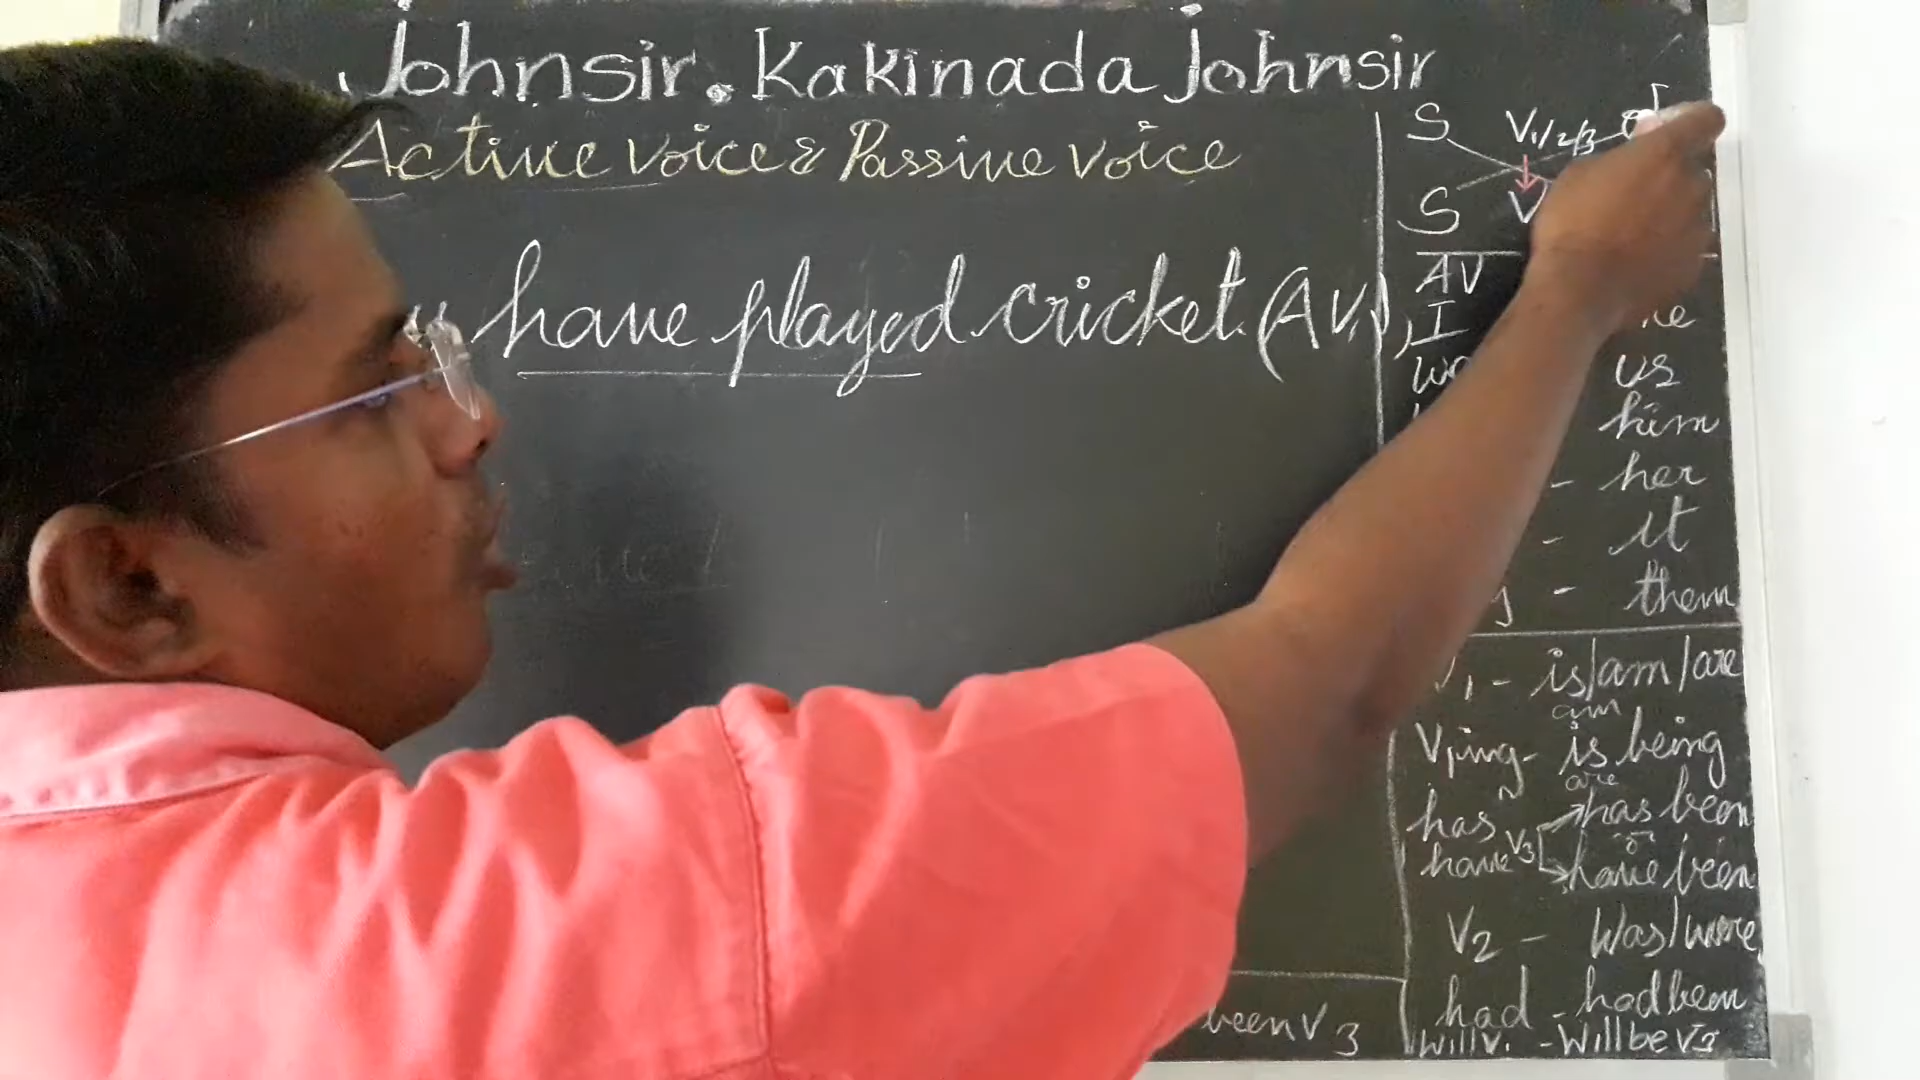 Johnsir. Kakinada Johnsir
Active voice & Passive voice
have played cricket. (A V.)
S V1/2/3
S V
AV
I
us
him
- her
- it
- them
V1 - is/am/are
am
V1ing - is being
are
has has been
or
have V3 have been
V2 - Was/were
had - had been
Will V1 - Will be V3
been V3